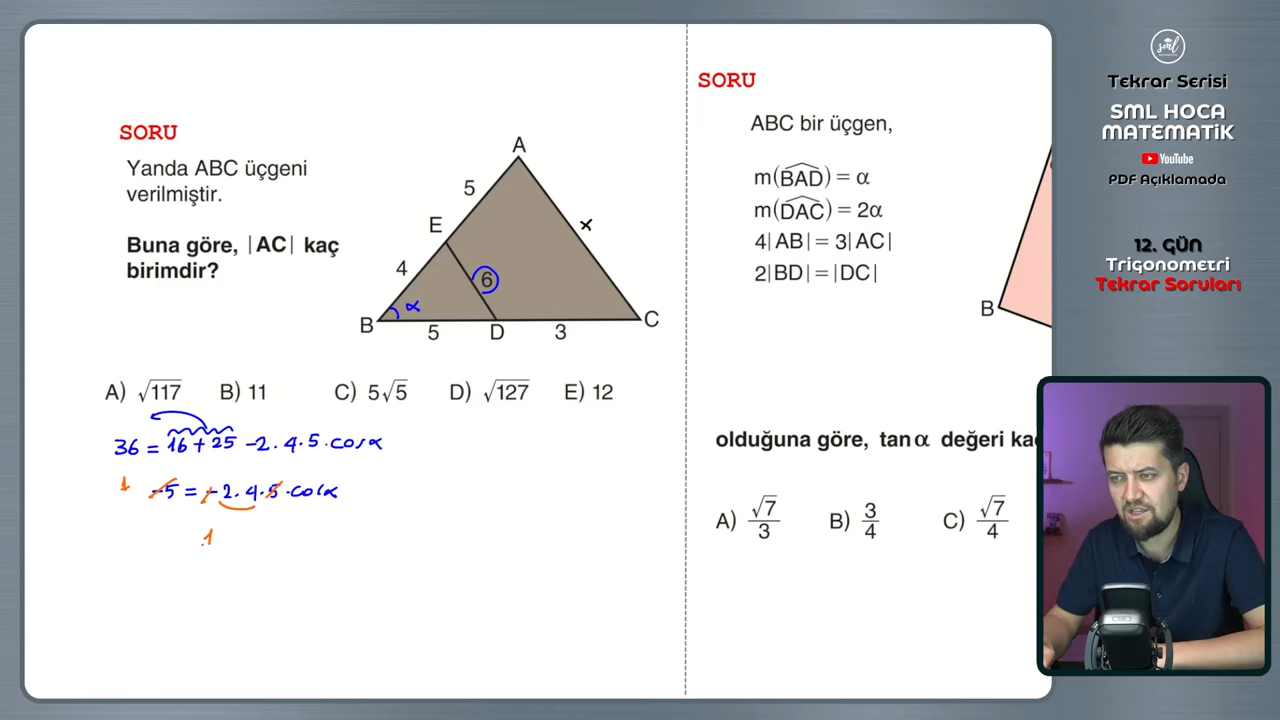 SORU
Yanda ABC üçgeni
verilmiştir.
Buna göre, |AC| kaç
birimdir?
A
5
E
x
4
6
α
B
5
D
3
C
A) √117 B) 11 C) 5√5 D) √127 E) 12
36 = 16 + 25 - 2 . 4 . 5 . cosα
1 -5 = - 2 . 4 . 5 . cosα
1
SORU
ABC bir üçgen,
m(BAD) = α
m(DAC) = 2α
4|AB| = 3|AC|
2|BD| = |DC|
B
olduğuna göre, tanα değeri
A) √7/3 B) 3/4 C) √7/4
sml
Tekrar Serisi
SML HOCA
MATEMATİK
YouTube
PDF Açıklamada
12. GÜN
Trigonometri
Tekrar Soruları